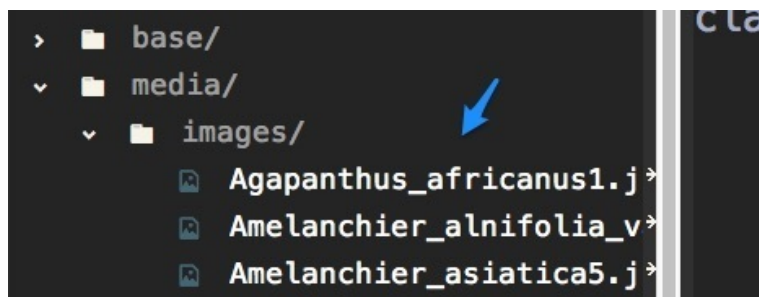 base/
media/
images/
Agapanthus_africanus1.j*
Amelanchier_alnifolia_v*
Amelanchier_asiatica5.j*
cla